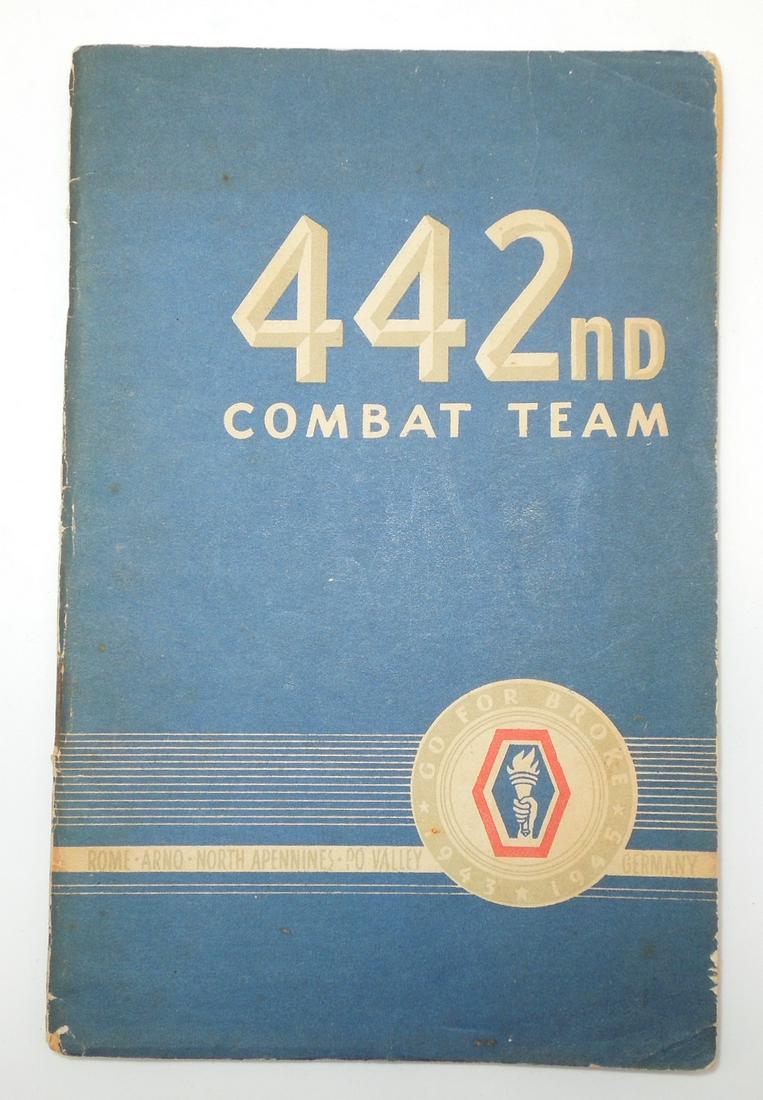 442nD
COMBAT TEAM
GO FOR BROKE
ROME · ARNO · NORTH APENNINES · PO VALLEY
GERMANY
1943 ★ 1945